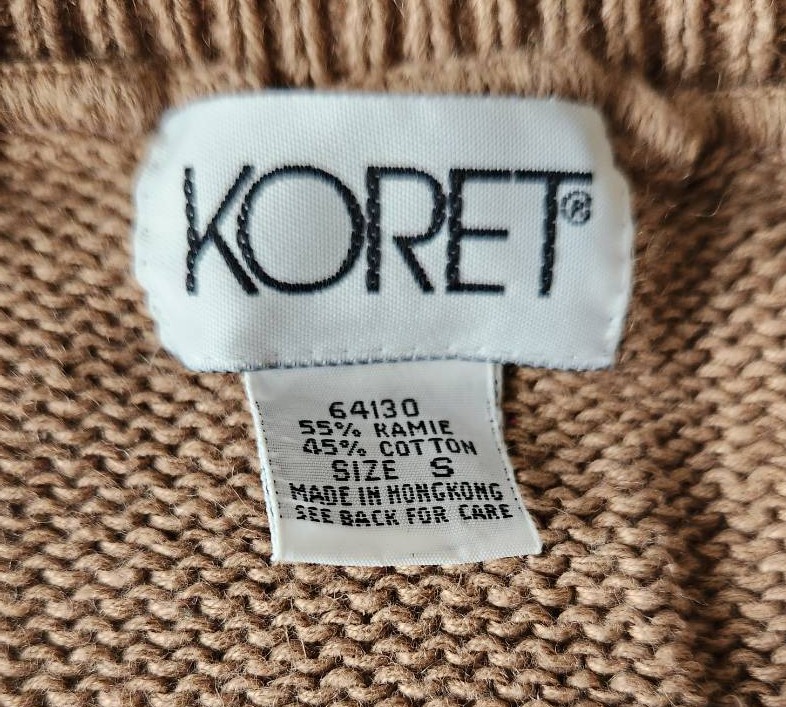 KORET®
64130
55% RAMIE
45% COTTON
SIZE S
MADE IN HONGKONG
SEE BACK FOR CARE